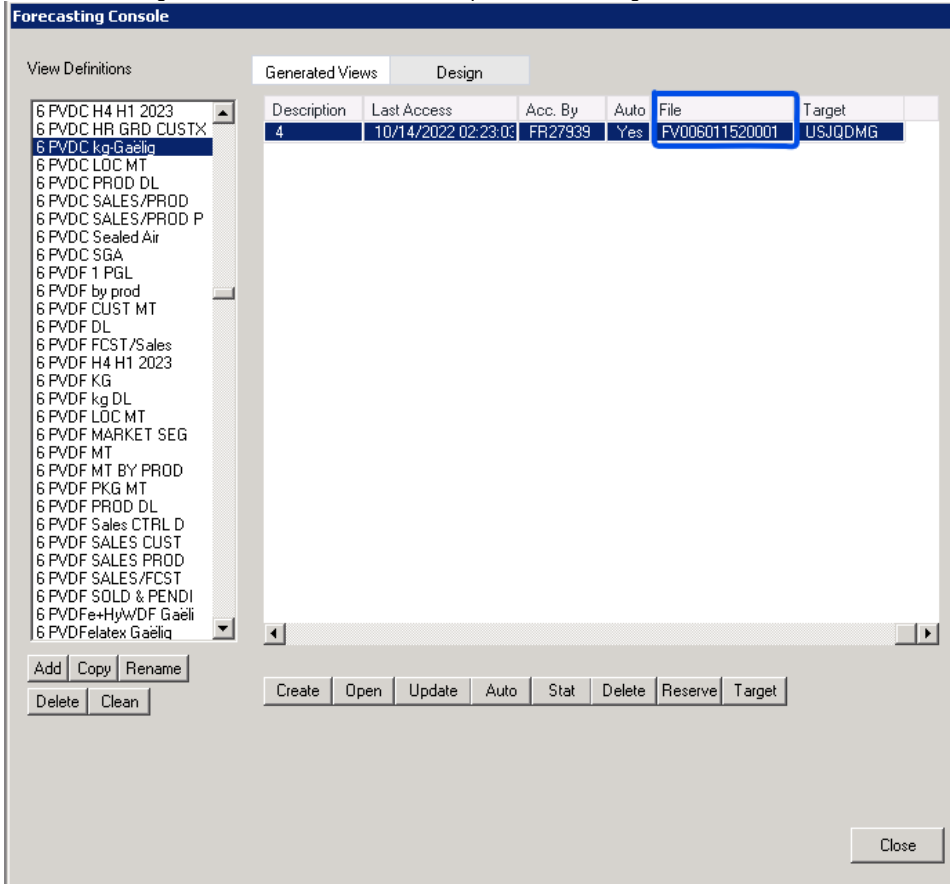 Forecasting Console
View Definitions
Generated Views Design
6 PVDC H4 H1 2023
6 PVDC HR GRD CUSTX
6 PVDC kg-Gaëlig
6 PVDC LOC MT
6 PVDC PROD DL
6 PVDC SALES/PROD
6 PVDC SALES/PROD P
6 PVDC Sealed Air
6 PVDC SGA
6 PVDF 1 PGL
6 PVDF by prod
6 PVDF CUST MT
6 PVDF DL
6 PVDF FCST/Sales
6 PVDF H4 H1 2023
6 PVDF KG
6 PVDF kg DL
6 PVDF LOC MT
6 PVDF MARKET SEG
6 PVDF MT
6 PVDF MT BY PROD
6 PVDF PKG MT
6 PVDF PROD DL
6 PVDF Sales CTRL D
6 PVDF SALES CUST
6 PVDF SALES PROD
6 PVDF SALES/FCST
6 PVDF SOLD & PENDI
6 PVDFe+HyWDF Gaëli
6 PVDFelatex Gaëlig
Description Last Access Acc. By Auto File Target
4 10/14/2022 02:23:03 FR27939 Yes FV006011520001 USJQDMG
Add Copy Rename
Delete Clean
Create Open Update Auto Stat Delete Reserve Target
Close